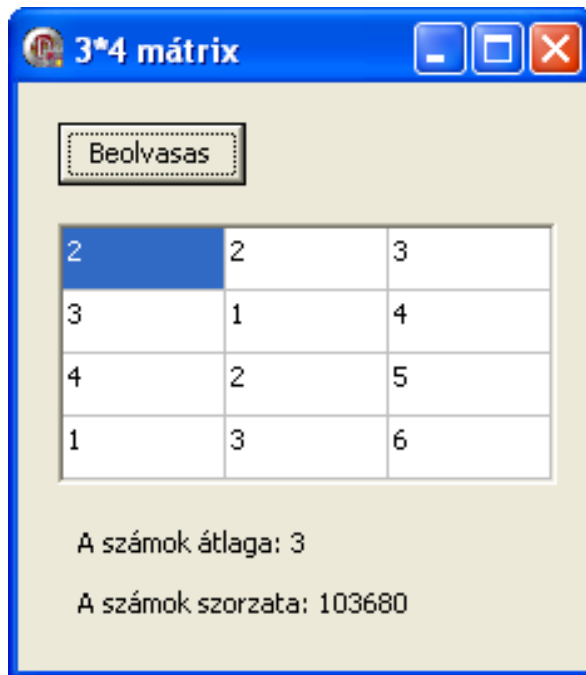 3*4 mátrix
Beolvasas
2 2 3
3 1 4
4 2 5
1 3 6
A számok átlaga: 3
A számok szorzata: 103680